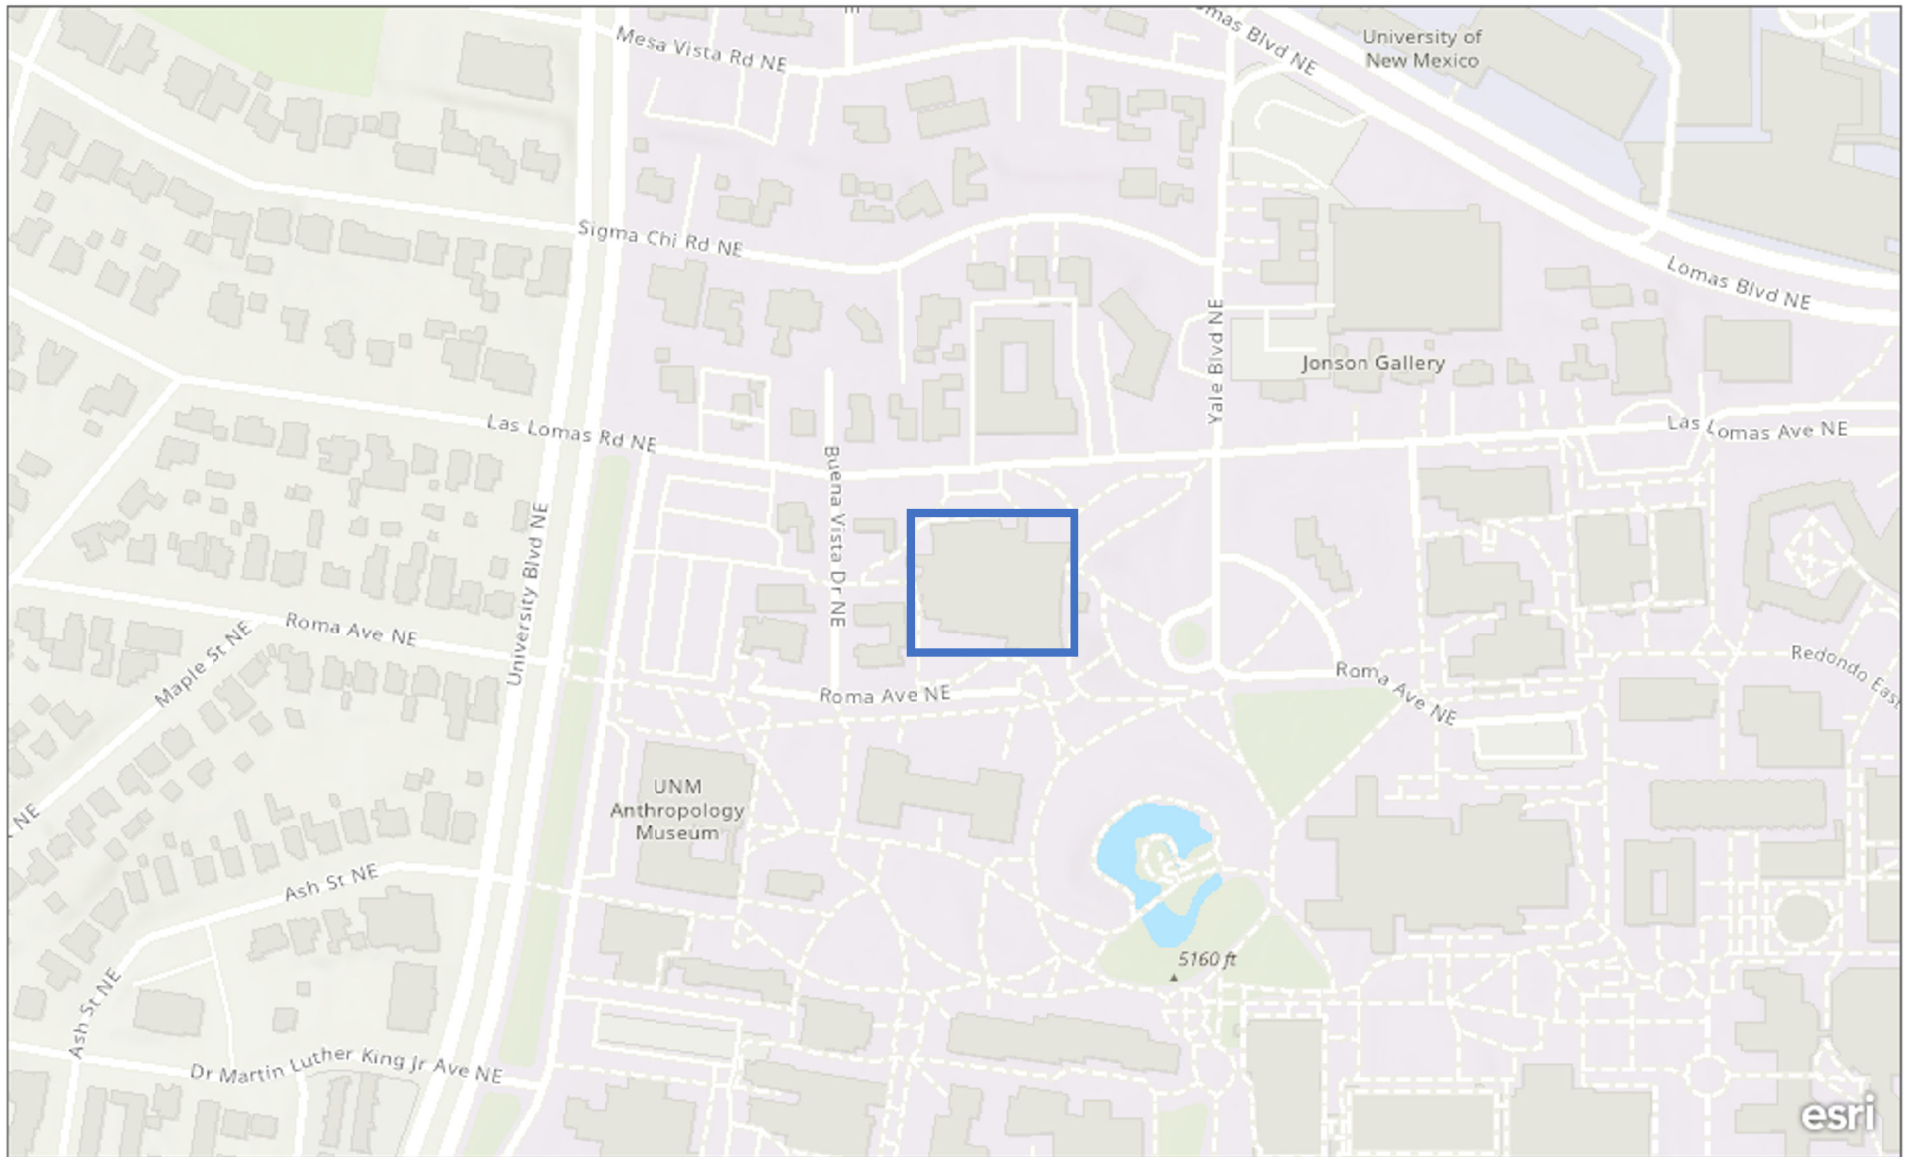 E
Mesa Vista Rd NE
omas Blvd NE
University of
New Mexico
Sigma Chi Rd NE
Lomas Blvd NE
Yale Blvd NE
Jonson Gallery
Las Lomas Rd NE
Las Lomas Ave NE
Buena Vista Dr NE
University Blvd NE
Roma Ave NE
Maple St NE
Roma Ave NE
Roma Ave NE
Redondo East
UNM
Anthropology
Museum
NE
Ash St NE
5160 ft
Ash St NE
Dr Martin Luther King Jr Ave NE
esri